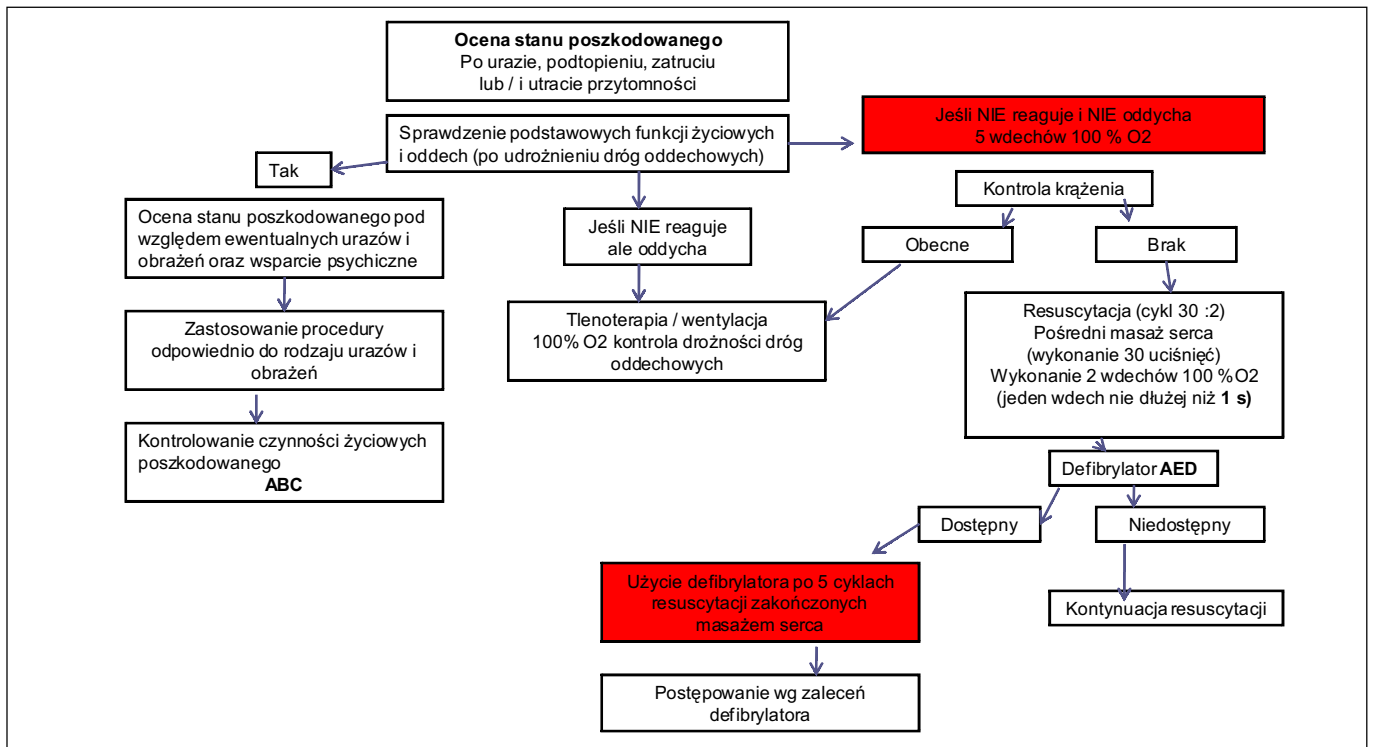 Ocena stanu poszkodowanego
Po urazie, podtopieniu, zatruciu
lub / i utracie przytomności
Jeśli NIE reaguje i NIE oddycha
5 wdechów 100 % O2
Sprawdzenie podstawowych funkcji życiowych
i oddech (po udrożnieniu dróg oddechowych)
Tak
Kontrola krążenia
Ocena stanu poszkodowanego pod
względem ewentualnych urazów i
obrażeń oraz wsparcie psychiczne
Jeśli NIE reaguje
ale oddycha
Obecne
Brak
Zastosowanie procedury
odpowiednio do rodzaju urazów i
obrażeń
Tlenoterapia / wentylacja
100% O2 kontrola drożności dróg
oddechowych
Resuscytacja (cykl 30 :2)
Pośredni masaż serca
(wykonanie 30 uciśnięć)
Wykonanie 2 wdechów 100 %O2
(jeden wdech nie dłużej niż 1 s)
Kontrolowanie czynności życiowych
poszkodowanego
ABC
Defibrylator AED
Dostępny
Niedostępny
Użycie defibrylatora po 5 cyklach
resuscytacji zakończonych
masażem serca
Kontynuacja resuscytacji
Postępowanie wg zaleceń
defibrylatora